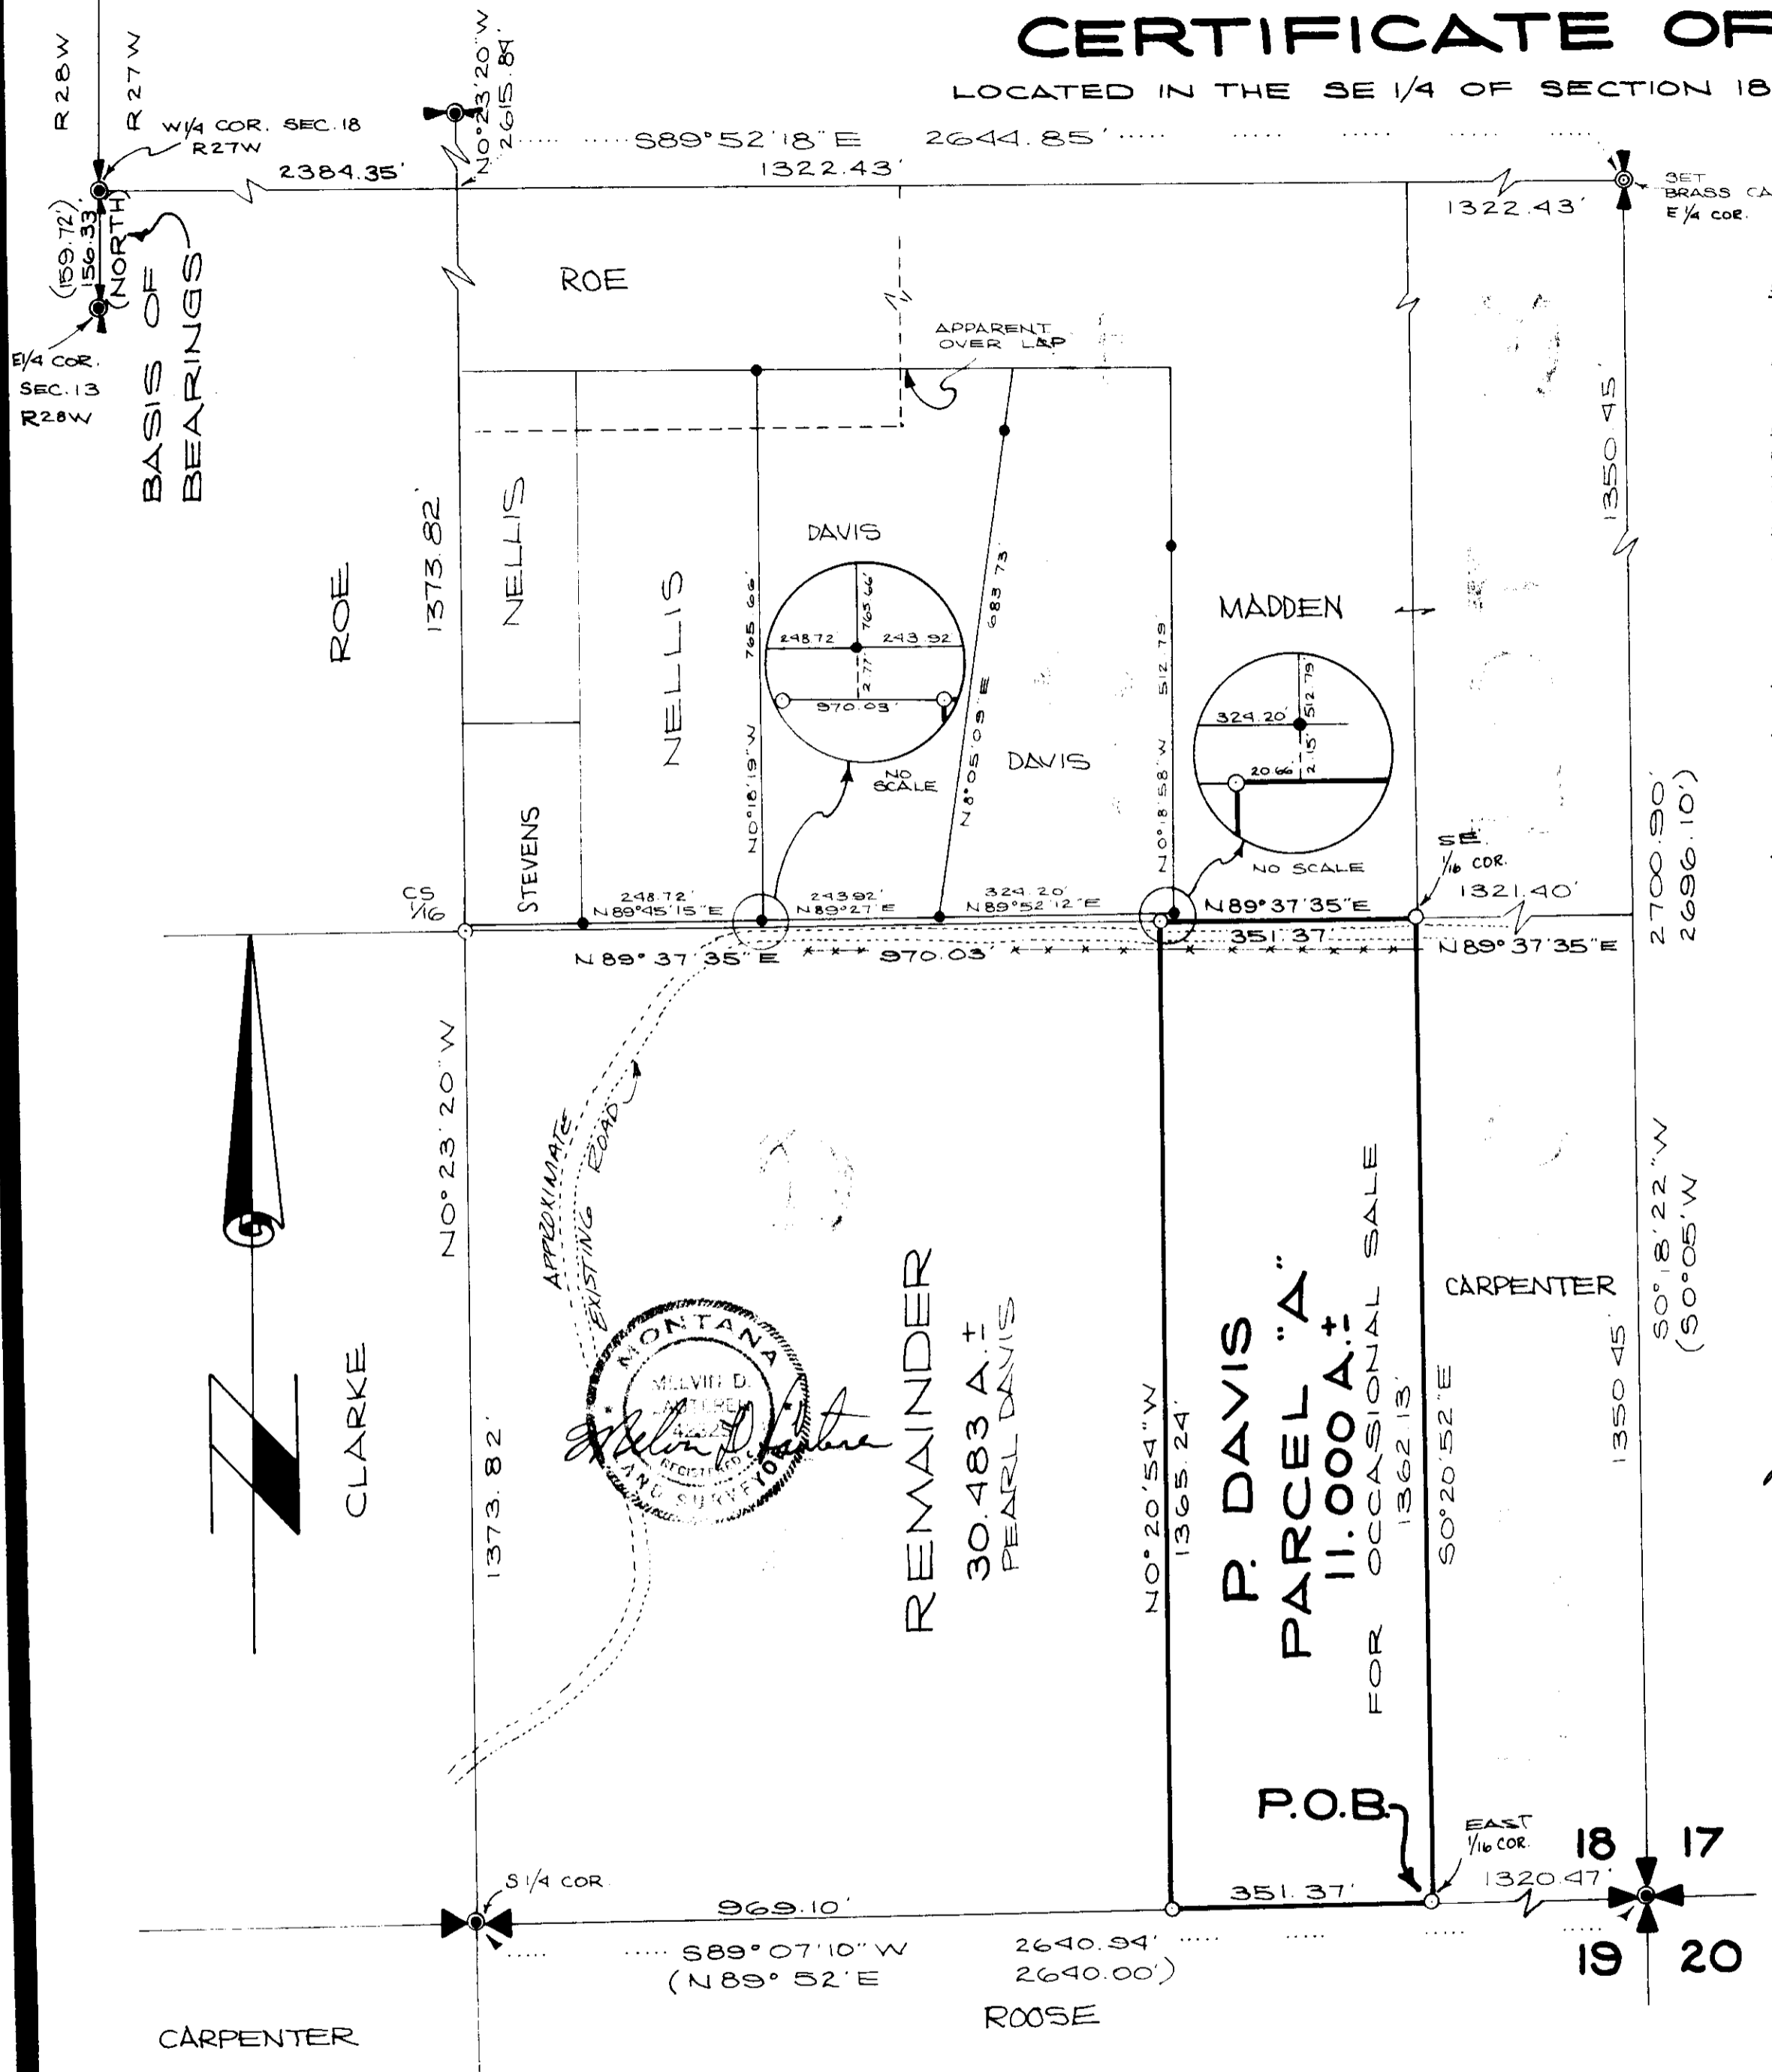 CERTIFICATE OF
LOCATED IN THE SE 1/4 OF SECTION 18
R28W
R27W
W1/4 COR. SEC. 18
R27W
N0°23'20"W
2615.84'
S89°52'18"E 2644.85'
2384.35'
1322.43'
1322.43'
SET
BRASS CA
E 1/4 COR.
(159.72')
156.33'
(NORTH)
BASIS OF
BEARINGS
E1/4 COR.
SEC. 13
R28W
ROE
APPARENT
OVER LAP
1350.45'
ROE
1373.82'
NELLIS
NELLIS
STEVENS
DAVIS
765.66'
N0°18'19"W
248.72'
765.66'
243.92
2.77'
970.03'
NO
SCALE
683.73'
N8°05'09"E
DAVIS
512.79'
N0°18'58"W
MADDEN
324.20'
512.79'
20.66'
2.15'
NO SCALE
SE.
1/16 COR.
1321.40'
2700.90'
2696.10')
CS
1/16
248.72'
N89°45'15"E
243.92'
N89°27'E
324.20'
N89°52'12"E
N89°37'35"E
351.37'
N89°37'35"E
970.03'
N89°37'35"E
N0°23'20"W
1373.82'
CLARKE
APPROXIMATE
EXISTING ROAD
MONTANA
MELVIN D.
REGISTERED
LAND SURVEYOR
REMAINDER
30.483 A.±
PEARL DAVIS
N0°20'54"W
1365.24'
P. DAVIS
PARCEL "A"
11.000 A.±
FOR OCCASIONAL SALE
1362.13'
S0°20'52"E
CARPENTER
1350.45'
S0°18'22"W
(S0°05'W
P.O.B.
EAST
1/16 COR.
18
17
1320.47'
19
20
S1/4 COR.
969.10'
351.37'
S89°07'10"W 2640.94'
(N89°52'E 2640.00')
ROOSE
CARPENTER